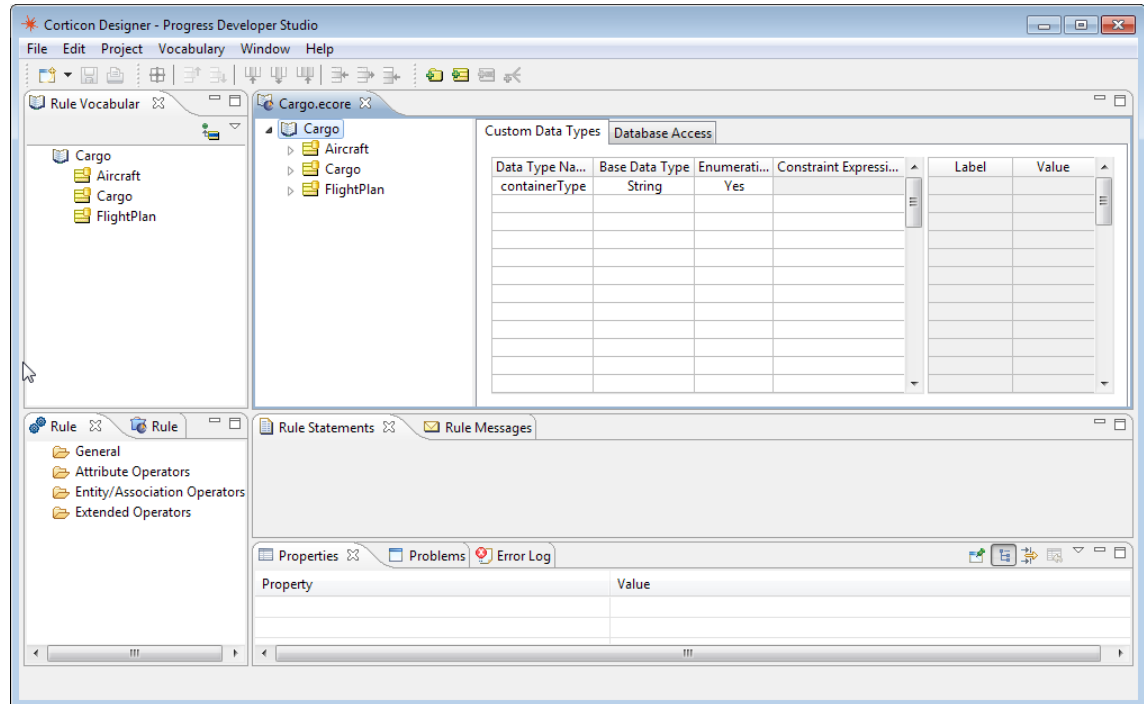 Corticon Designer - Progress Developer Studio
File Edit Project Vocabulary Window Help
Rule Vocabular
Cargo
Aircraft
Cargo
FlightPlan
Cargo.ecore
Cargo
Aircraft
Cargo
FlightPlan
Custom Data Types Database Access
Data Type Na... Base Data Type Enumerati... Constraint Expressi... Label Value
containerType String Yes
Rule Rule
General
Attribute Operators
Entity/Association Operators
Extended Operators
Rule Statements Rule Messages
Properties Problems Error Log
Property Value